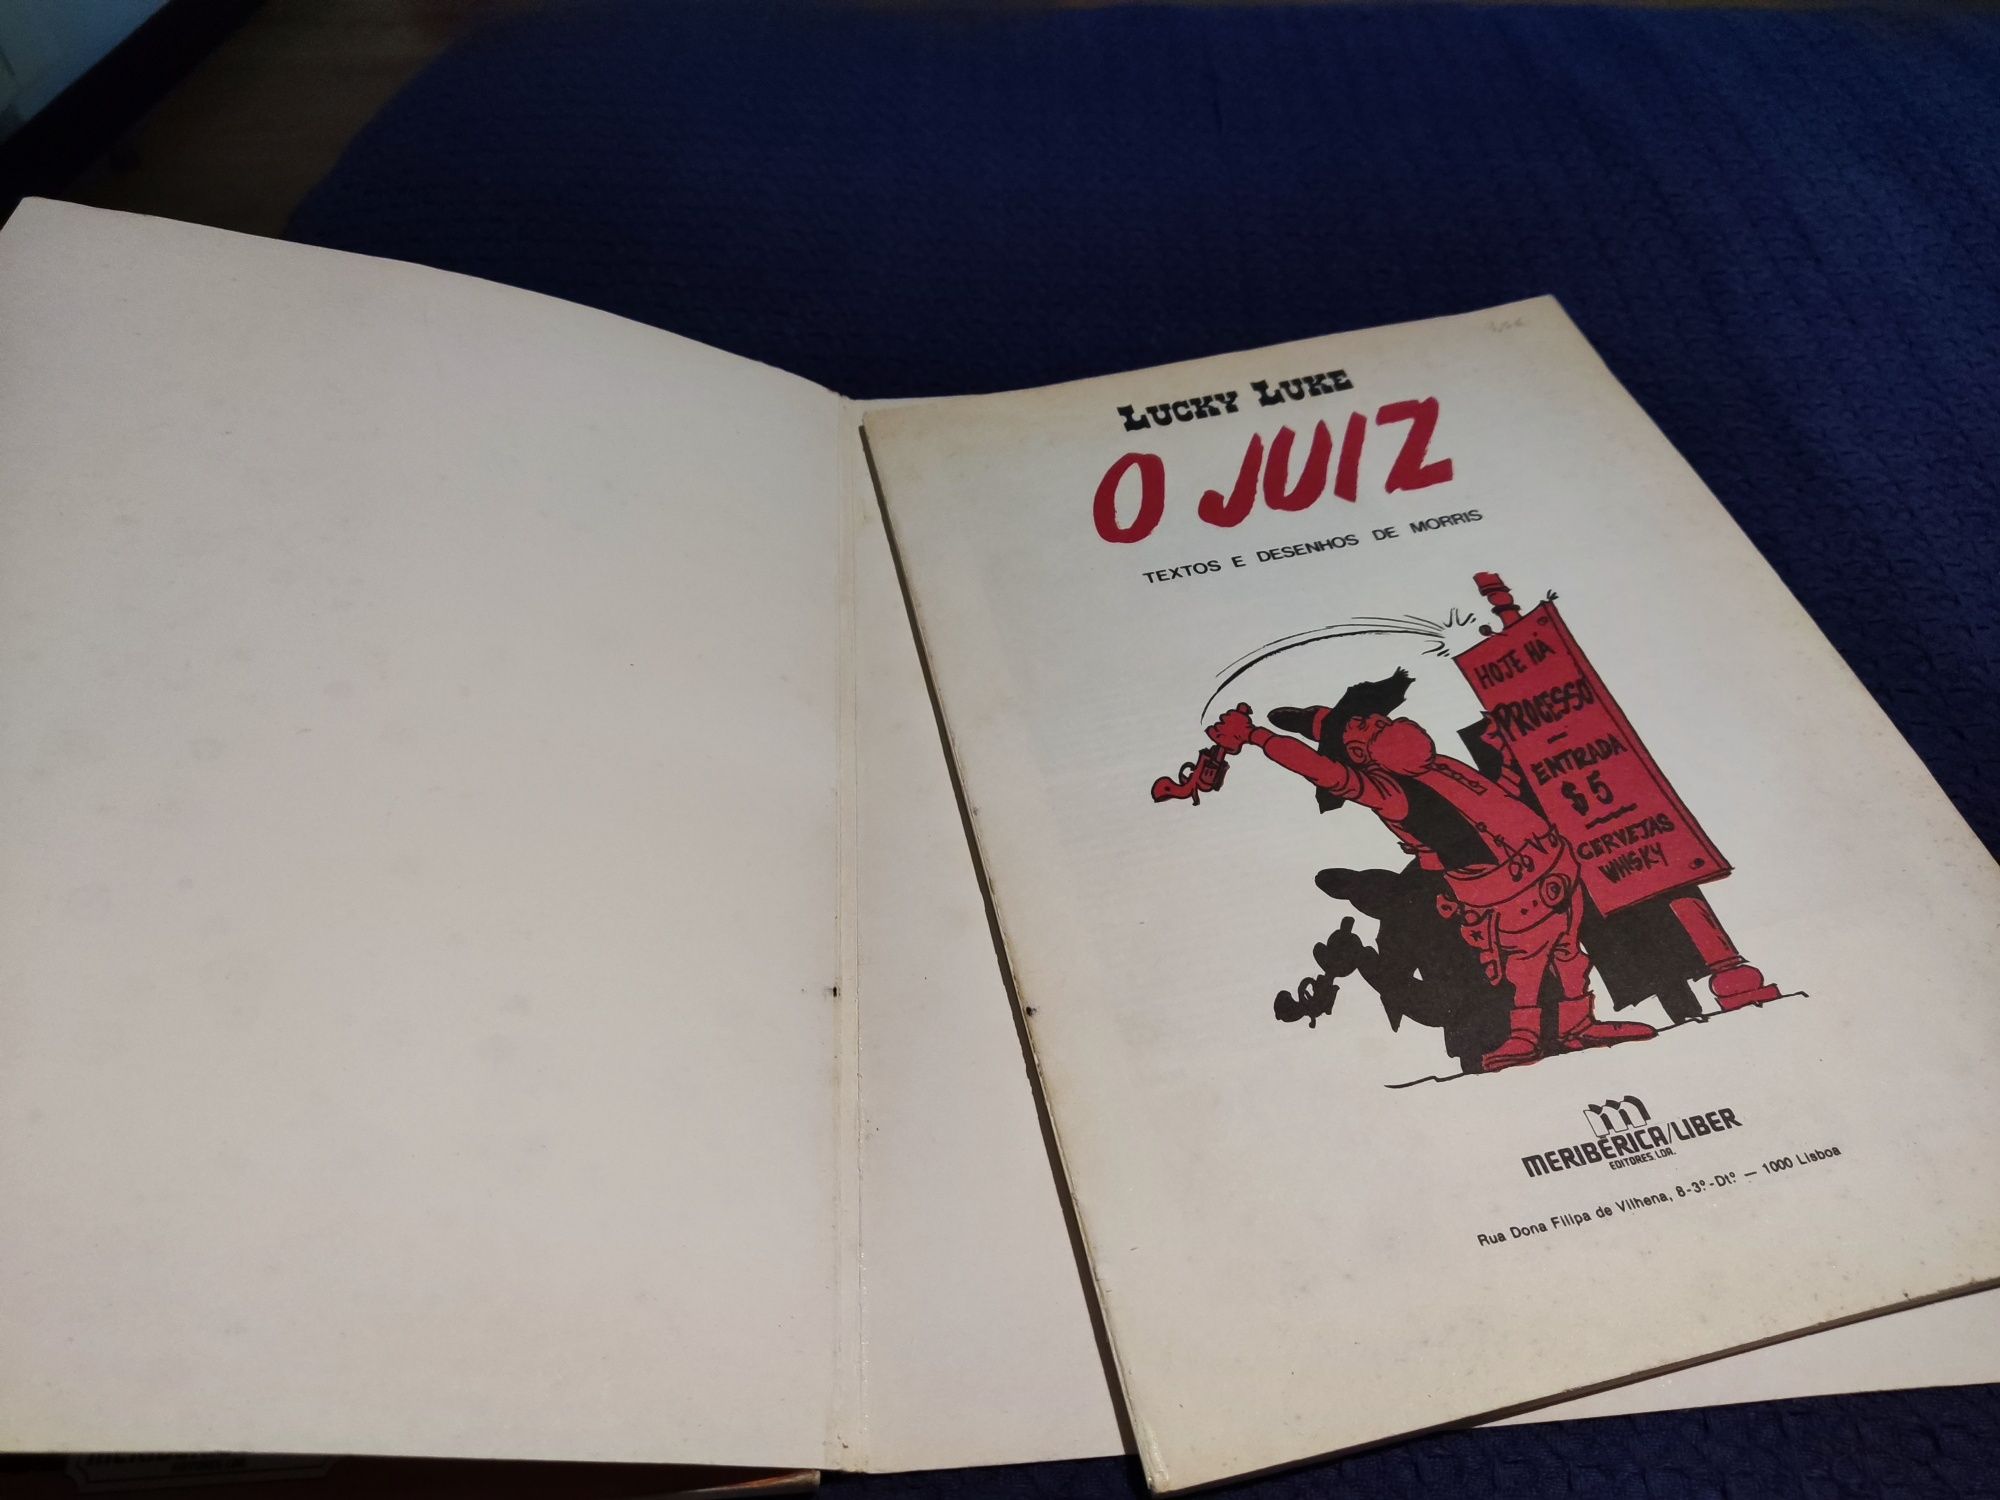 LUCKY LUKE
O JUIZ
TEXTOS E DESENHOS DE MORRIS
HOJE HÁ
PROCESSO
—
ENTRADA
$5
CERVEJAS
WHISKY
m
MERIBÉRICA/LIBER
EDITORES, LDA.
Rua Dona Filipa de Vilhena, 8-3º-Dtº — 1000 Lisboa